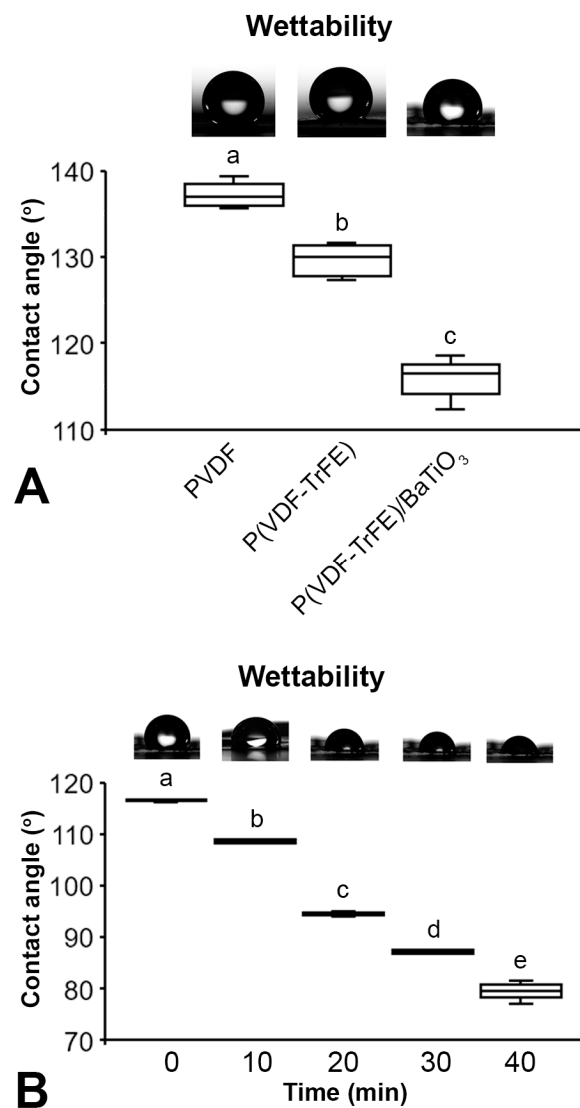 Wettability
a
b
c
140
130
120
110
Contact angle (°)
PVDF
P(VDF-TrFE)
P(VDF-TrFE)/BaTiO₃
A
Wettability
a
b
c
d
e
120
110
100
90
80
70
Contact angle (°)
0 10 20 30 40
Time (min)
B